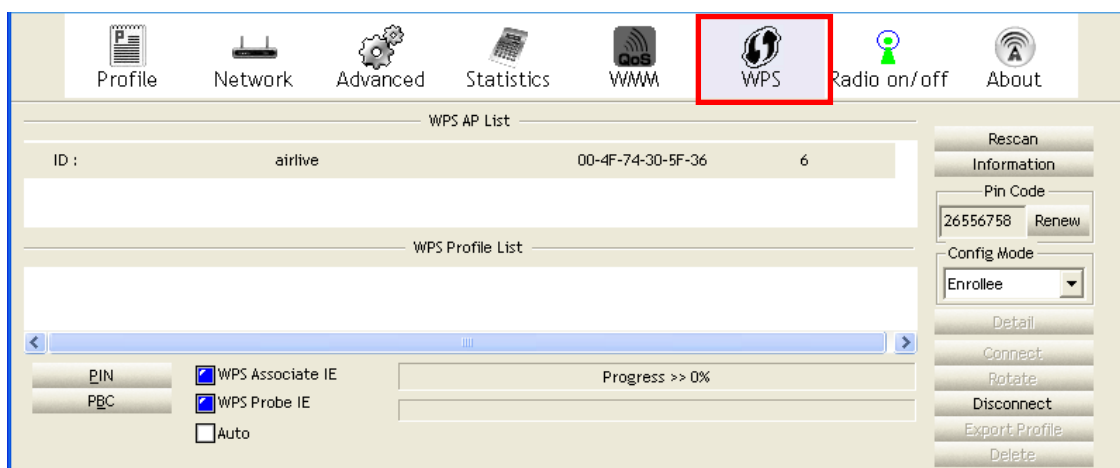 Profile Network Advanced Statistics WMM WPS Radio on/off About
QoS
WPS AP List
ID : airlive 00-4F-74-30-5F-36 6
Rescan
Information
Pin Code
26556758 Renew
WPS Profile List
Config Mode
Enrollee
Detail
Connect
PIN WPS Associate IE Progress >> 0% Rotate
PBC WPS Probe IE Disconnect
Auto Export Profile
Delete